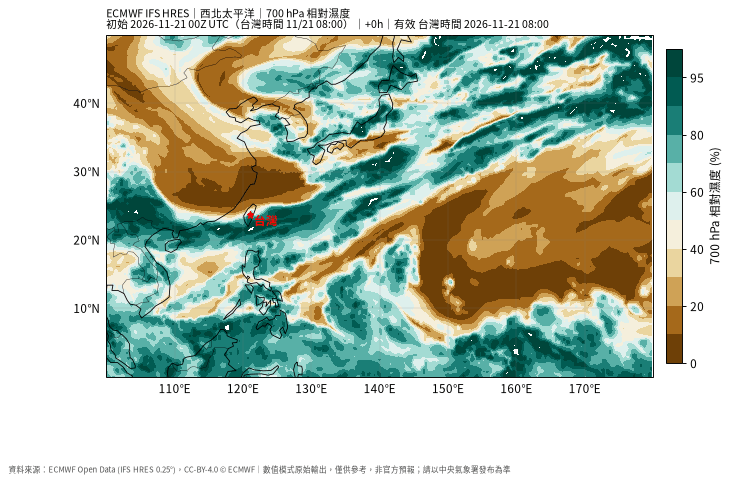 ECMWF IFS HRES｜西北太平洋｜700 hPa 相對濕度
初始 2026-11-21 00Z UTC（台灣時間 11/21 08:00）｜+0h｜有效 台灣時間 2026-11-21 08:00
40°N
30°N
20°N
10°N
110°E
120°E
130°E
140°E
150°E
160°E
170°E
台灣
95
80
60
40
20
0
700 hPa 相對濕度 (%)
資料來源：ECMWF Open Data (IFS HRES 0.25°)，CC-BY-4.0 © ECMWF｜數值模式原始輸出，僅供參考，非官方預報；請以中央氣象署發布為準